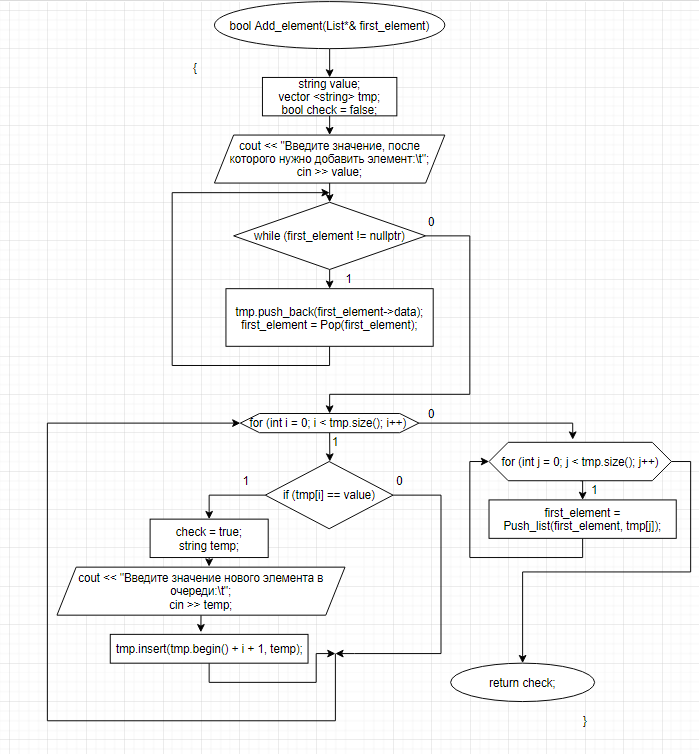 bool Add_element(List*& first_element)
{
string value;
vector <string> tmp;
bool check = false;
cout << "Введите значение, после
которого нужно добавить элемент:\t";
cin >> value;
while (first_element != nullptr)
0
1
tmp.push_back(first_element->data);
first_element = Pop(first_element);
for (int i = 0; i < tmp.size(); i++)
0
1
if (tmp[i] == value)
1
0
check = true;
string temp;
cout << "Введите значение нового элемента в
очереди:\t";
cin >> temp;
tmp.insert(tmp.begin() + i + 1, temp);
for (int j = 0; j < tmp.size(); j++)
1
first_element =
Push_list(first_element, tmp[j]);
return check;
}